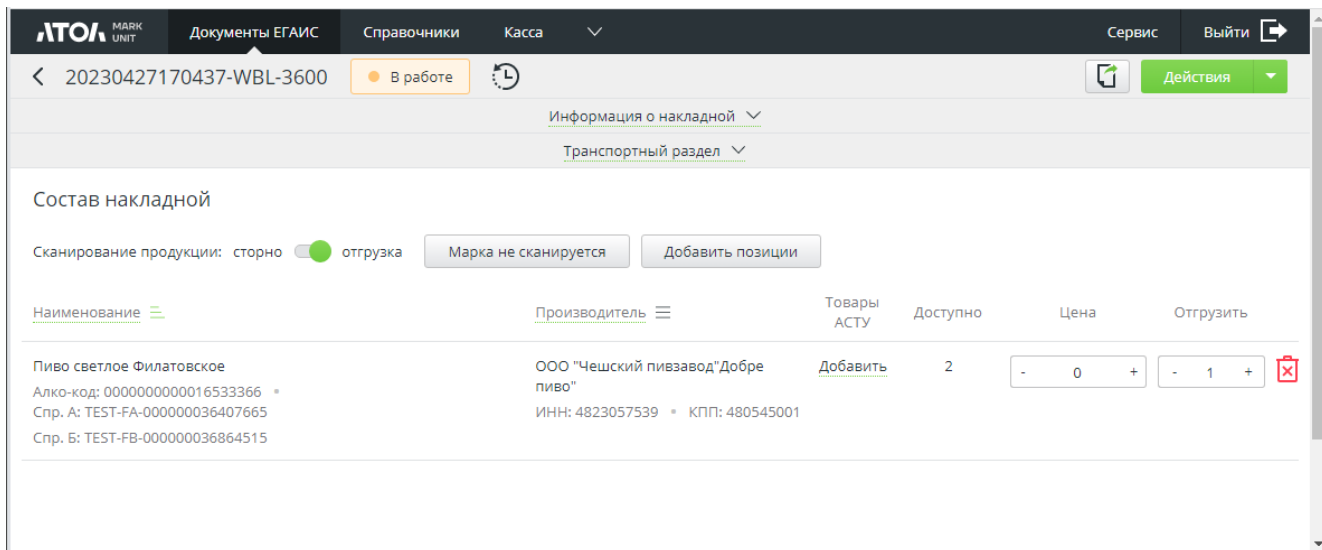 АТОЛ MARK UNIT Документы ЕГАИС Справочники Касса Сервис Выйти
20230427170437-WBL-3600 В работе Действия
Информация о накладной
Транспортный раздел
Состав накладной
Сканирование продукции: сторно отгрузка Марка не сканируется Добавить позиции
Наименование Производитель Товары АСТУ Доступно Цена Отгрузить
Пиво светлое Филатовское ООО "Чешский пивзавод"Добре Добавить 2 - 0 + - 1 +
пиво"
Алко-код: 0000000000016533366
Спр. А: TEST-FA-000000036407665 ИНН: 4823057539 КПП: 480545001
Спр. Б: TEST-FB-000000036864515